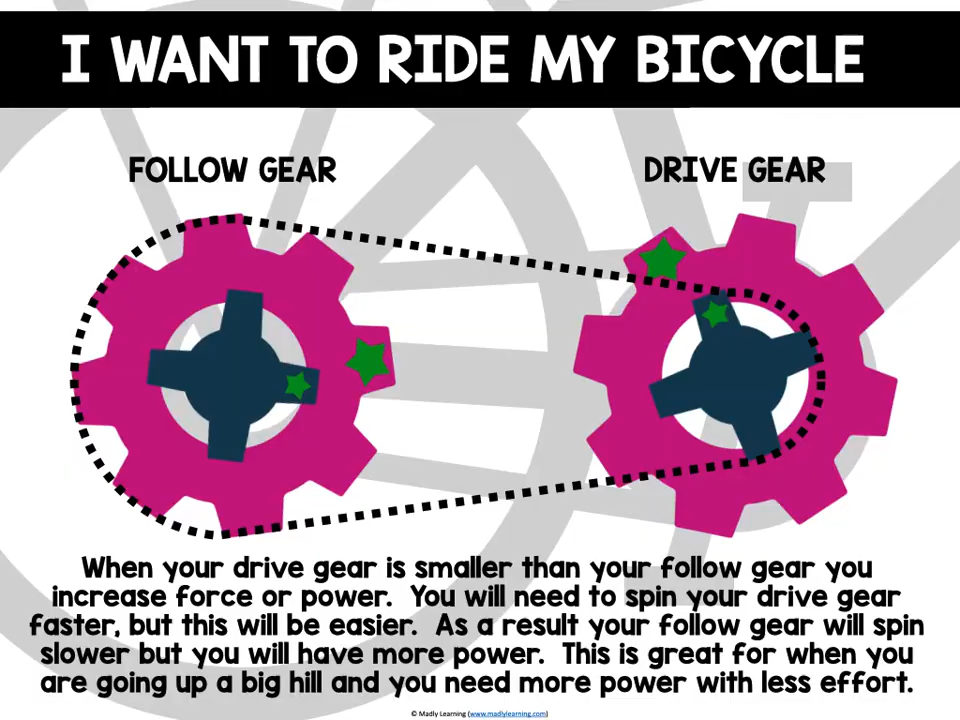 I WANT TO RIDE MY BICYCLE
FOLLOW GEAR
DRIVE GEAR
When your drive gear is smaller than your follow gear you
increase force or power. You will need to spin your drive gear
faster, but this will be easier. As a result your follow gear will spin
slower but you will have more power. This is great for when you
are going up a big hill and you need more power with less effort.
© Madly Learning (www.madlylearning.com)